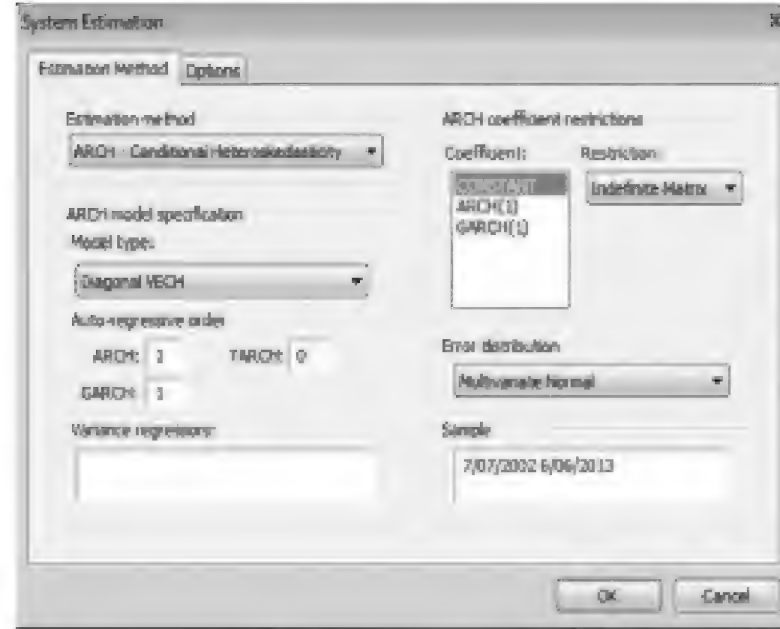 System Estimation
Estimation Method
Options
Estimation method
ARCH - Conditional Heteroskedasticity
ARCH model specification
Model type:
Diagonal VECH
Auto-regressive order
ARCH: 1 TARCH: 0
GARCH: 1
Variance regressors:
ARCH coefficient restrictions
Coefficient: Restriction:
CONSTANT
ARCH(1)
GARCH(1)
Indefinite Matrix
Error distribution
Multivariate Normal
Sample
7/07/2002 6/06/2013
OK
Cancel